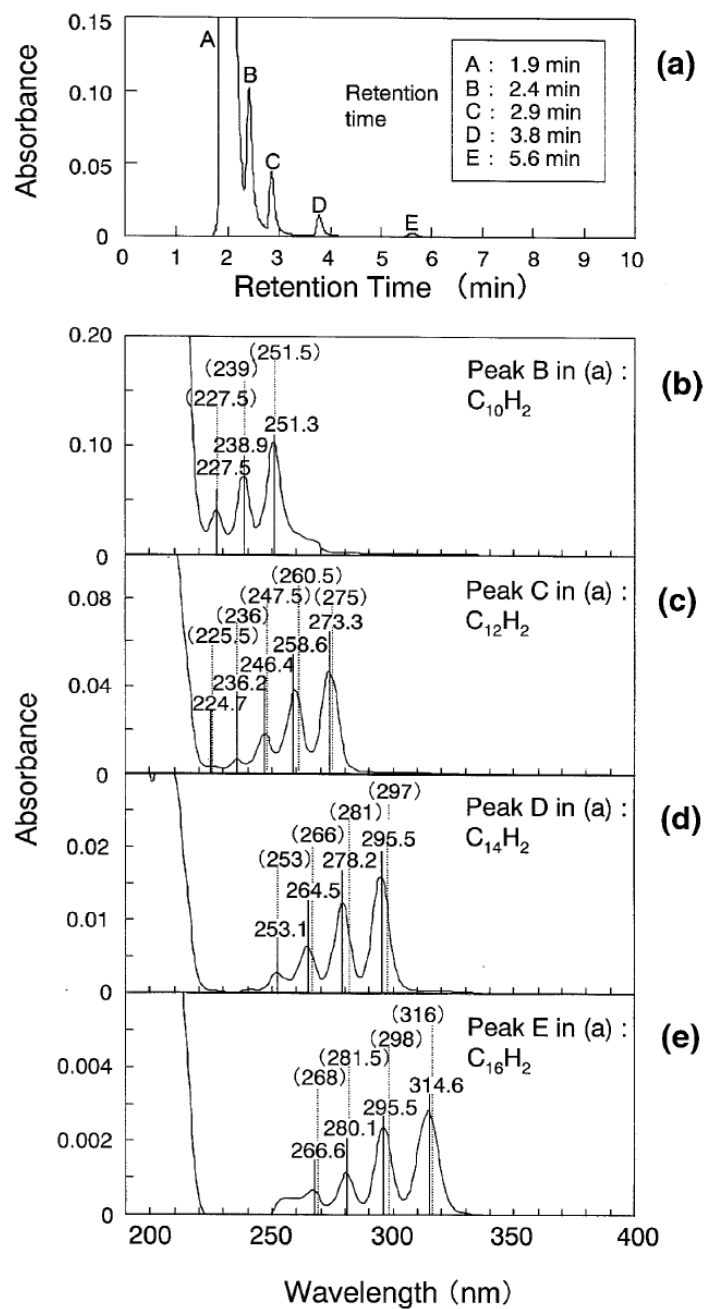 (a)
Absorbance
0.15
0.10
0.05
0
A
B
C
D
E
Retention
time
A : 1.9 min
B : 2.4 min
C : 2.9 min
D : 3.8 min
E : 5.6 min
0 1 2 3 4 5 6 7 8 9 10
Retention Time (min)
(b)
Peak B in (a) :
C10H2
0.20
0.10
0
(251.5)
(239)
(227.5)
251.3
238.9
227.5
(c)
Peak C in (a) :
C12H2
0.08
0.04
0
(260.5)
(247.5) (275)
(236)
273.3
(225.5)
258.6
246.4
236.2
224.7
Absorbance
(d)
Peak D in (a) :
C14H2
0.02
0.01
0
(297)
(281)
(266)
295.5
(253)
278.2
264.5
253.1
(e)
Peak E in (a) :
C16H2
0.004
0.002
0
(316)
(298)
(281.5)
(268)
314.6
295.5
280.1
266.6
200 250 300 350 400
Wavelength (nm)